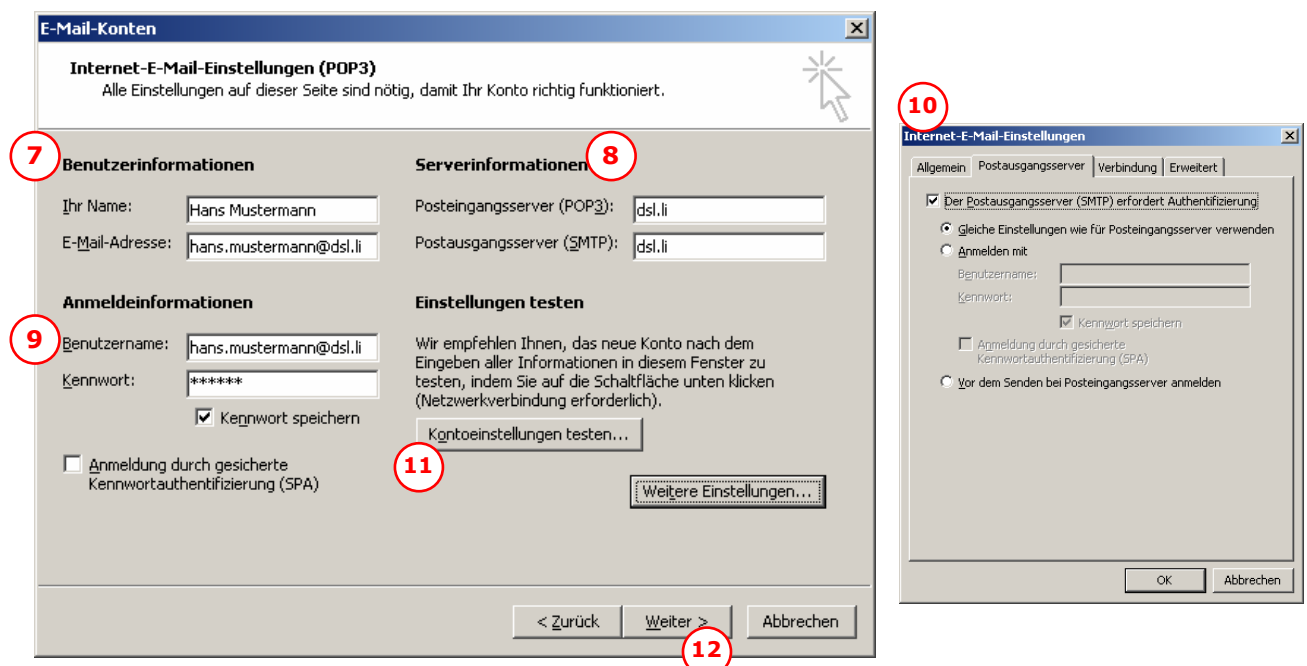 E-Mail-Konten
Internet-E-Mail-Einstellungen (POP3)
Alle Einstellungen auf dieser Seite sind nötig, damit Ihr Konto richtig funktioniert.
7
Benutzerinformationen
Ihr Name:
Hans Mustermann
E-Mail-Adresse:
hans.mustermann@dsl.li
8
Serverinformationen
Posteingangsserver (POP3):
dsl.li
Postausgangsserver (SMTP):
dsl.li
Anmeldeinformationen
9
Benutzername:
hans.mustermann@dsl.li
Kennwort:
******
Kennwort speichern
Anmeldung durch gesicherte
Kennwortauthentifizierung (SPA)
Einstellungen testen
Wir empfehlen Ihnen, das neue Konto nach dem
Eingeben aller Informationen in diesem Fenster zu
testen, indem Sie auf die Schaltfläche unten klicken
(Netzwerkverbindung erforderlich).
Kontoeinstellungen testen...
11
Weitere Einstellungen...
< Zurück
Weiter >
Abbrechen
12
10
Internet-E-Mail-Einstellungen
Allgemein
Postausgangsserver
Verbindung
Erweitert
Der Postausgangsserver (SMTP) erfordert Authentifizierung
Gleiche Einstellungen wie für Posteingangsserver verwenden
Anmelden mit
Benutzername:
Kennwort:
Kennwort speichern
Anmeldung durch gesicherte
Kennwortauthentifizierung (SPA)
Vor dem Senden bei Posteingangsserver anmelden
OK
Abbrechen